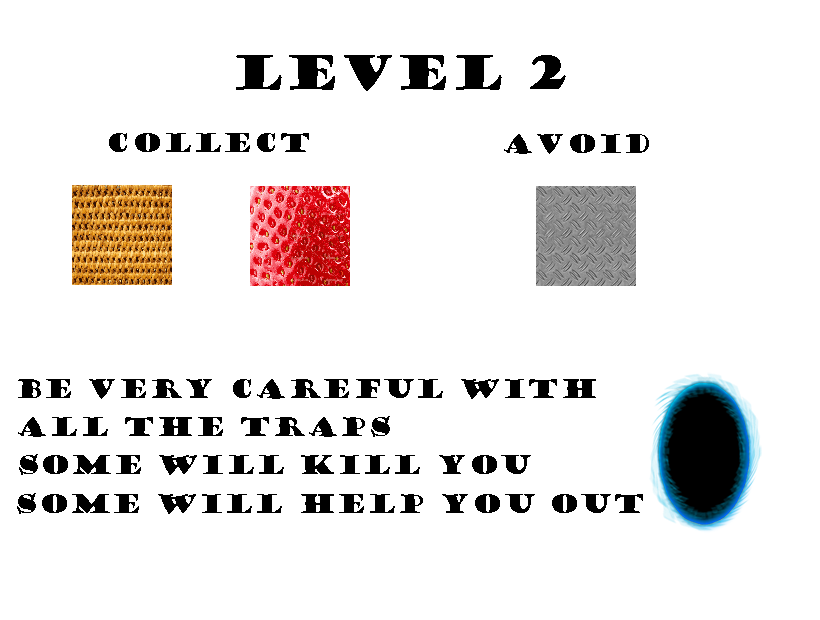 LEVEL 2
COLLECT
AVOID
BE VERY CAREFUL WITH
ALL THE TRAPS
SOME WILL KILL YOU
SOME WILL HELP YOU OUT